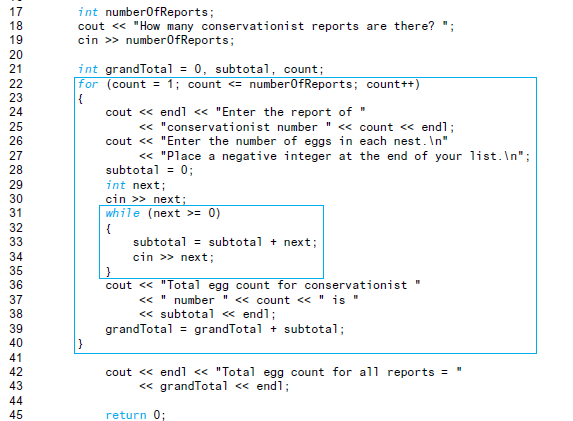 17 int numberOfReports;
18 cout << "How many conservationist reports are there? ";
19 cin >> numberOfReports;
20
21 int grandTotal = 0, subtotal, count;
22 for (count = 1; count <= numberOfReports; count++)
23 {
24 cout << endl << "Enter the report of "
25 << "conservationist number " << count << endl;
26 cout << "Enter the number of eggs in each nest.\n"
27 << "Place a negative integer at the end of your list.\n";
28 subtotal = 0;
29 int next;
30 cin >> next;
31 while (next >= 0)
32 {
33 subtotal = subtotal + next;
34 cin >> next;
35 }
36 cout << "Total egg count for conservationist "
37 << " number " << count << " is "
38 << subtotal << endl;
39 grandTotal = grandTotal + subtotal;
40 }
41
42 cout << endl << "Total egg count for all reports = "
43 << grandTotal << endl;
44
45 return 0;